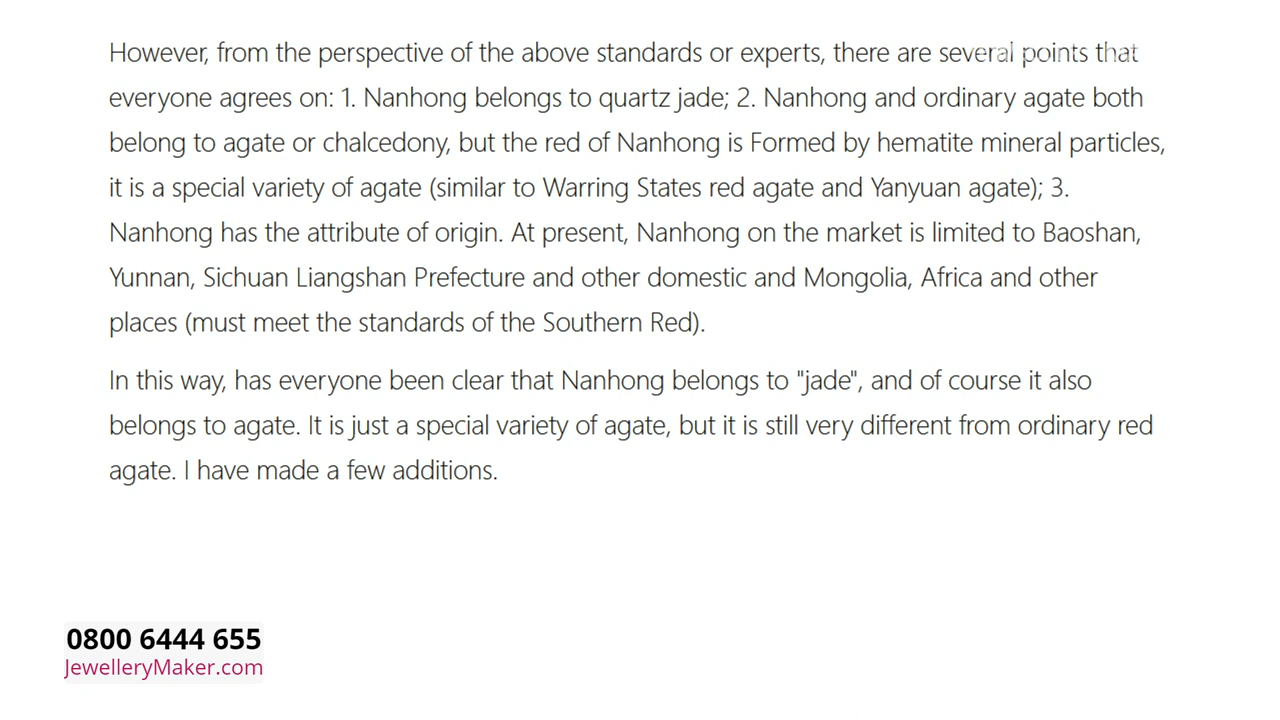 However, from the perspective of the above standards or experts, there are several points that
everyone agrees on: 1. Nanhong belongs to quartz jade; 2. Nanhong and ordinary agate both
belong to agate or chalcedony, but the red of Nanhong is Formed by hematite mineral particles,
it is a special variety of agate (similar to Warring States red agate and Yanyuan agate); 3.
Nanhong has the attribute of origin. At present, Nanhong on the market is limited to Baoshan,
Yunnan, Sichuan Liangshan Prefecture and other domestic and Mongolia, Africa and other
places (must meet the standards of the Southern Red).
In this way, has everyone been clear that Nanhong belongs to "jade", and of course it also
belongs to agate. It is just a special variety of agate, but it is still very different from ordinary red
agate. I have made a few additions.
0800 6444 655
JewelleryMaker.com